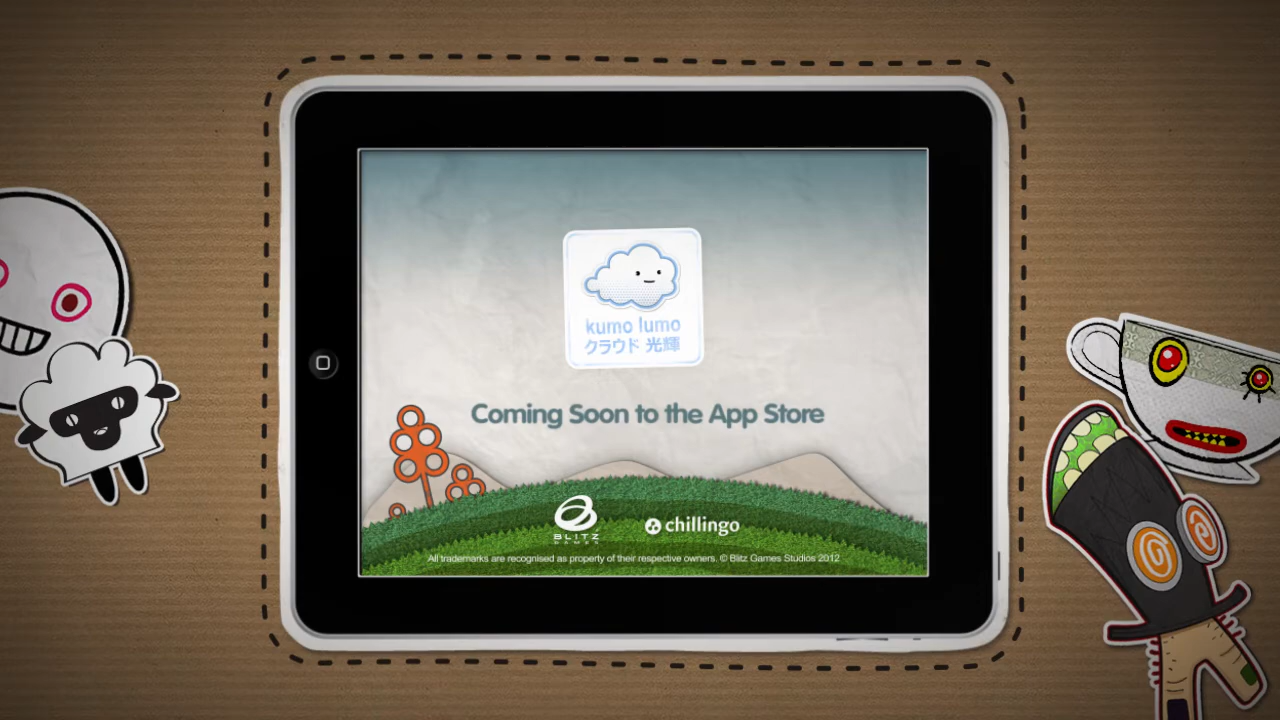 kumo lumo
クラウド 光輝
Coming Soon to the App Store
BLITZ
GAMES
chillingo
All trademarks are recognised as property of their respective owners. © Blitz Games Studios 2012